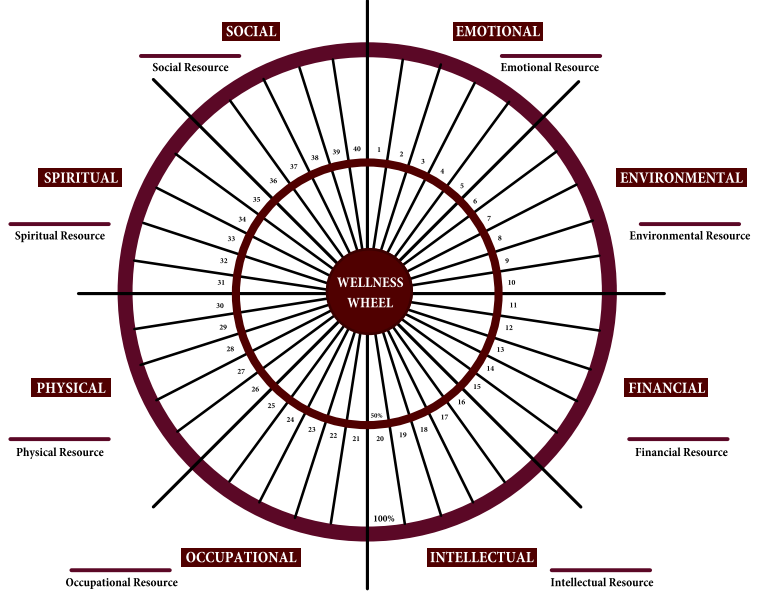 SOCIAL
Social Resource
EMOTIONAL
Emotional Resource
SPIRITUAL
Spiritual Resource
ENVIRONMENTAL
Environmental Resource
WELLNESS
WHEEL
1
2
3
4
5
6
7
8
9
10
11
12
13
14
15
16
17
18
19
20
21
22
23
24
25
26
27
28
29
30
31
32
33
34
35
36
37
38
39
40
50%
100%
PHYSICAL
Physical Resource
FINANCIAL
Financial Resource
OCCUPATIONAL
Occupational Resource
INTELLECTUAL
Intellectual Resource